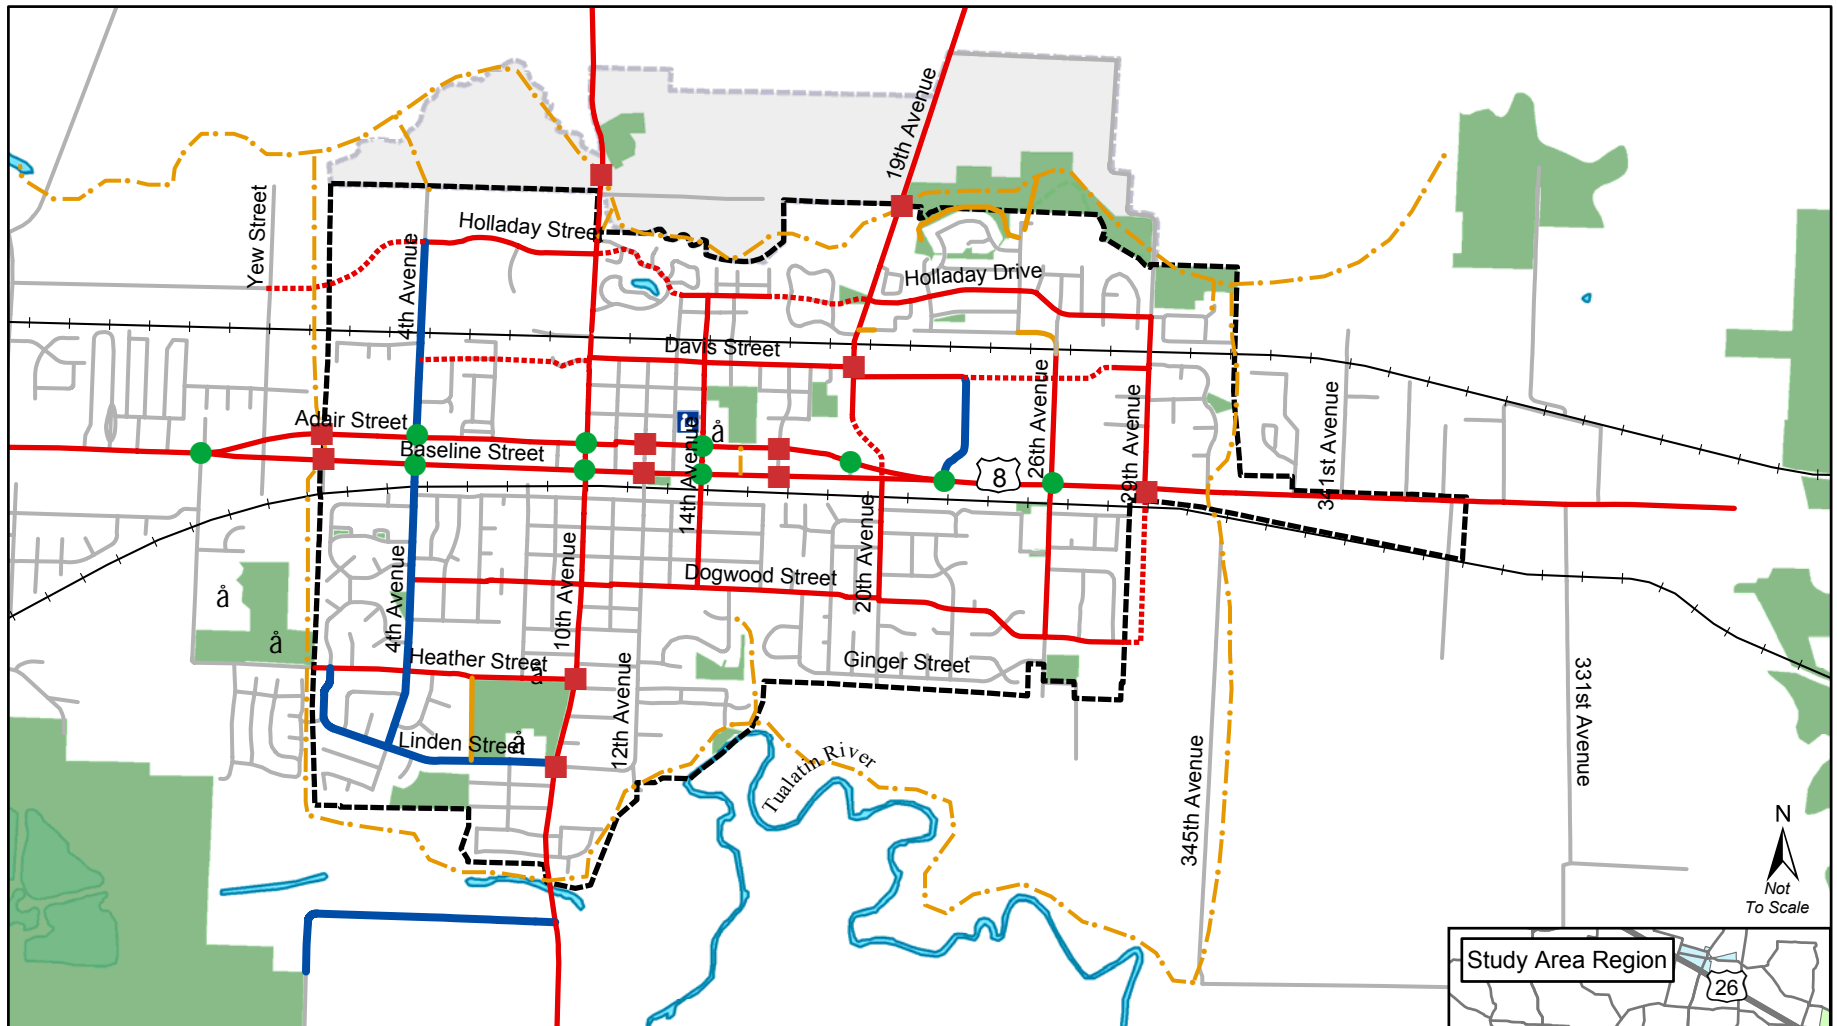 19th Avenue
Yew Street
Holladay Stree
4th Avenue
Holladay Drive
Davis Street
Adair Street
Baseline Street
14th Avenue
å
26th Avenue
29th Avenue
341st Avenue
8
20th Avenue
10th Avenue
4th Avenue
Dogwood Street
å
å
Heather Street
å
Ginger Street
12th Avenue
331st Avenue
Linden Street
å
Tualatin River
345th Avenue
N
Not
To Scale
Study Area Region
26